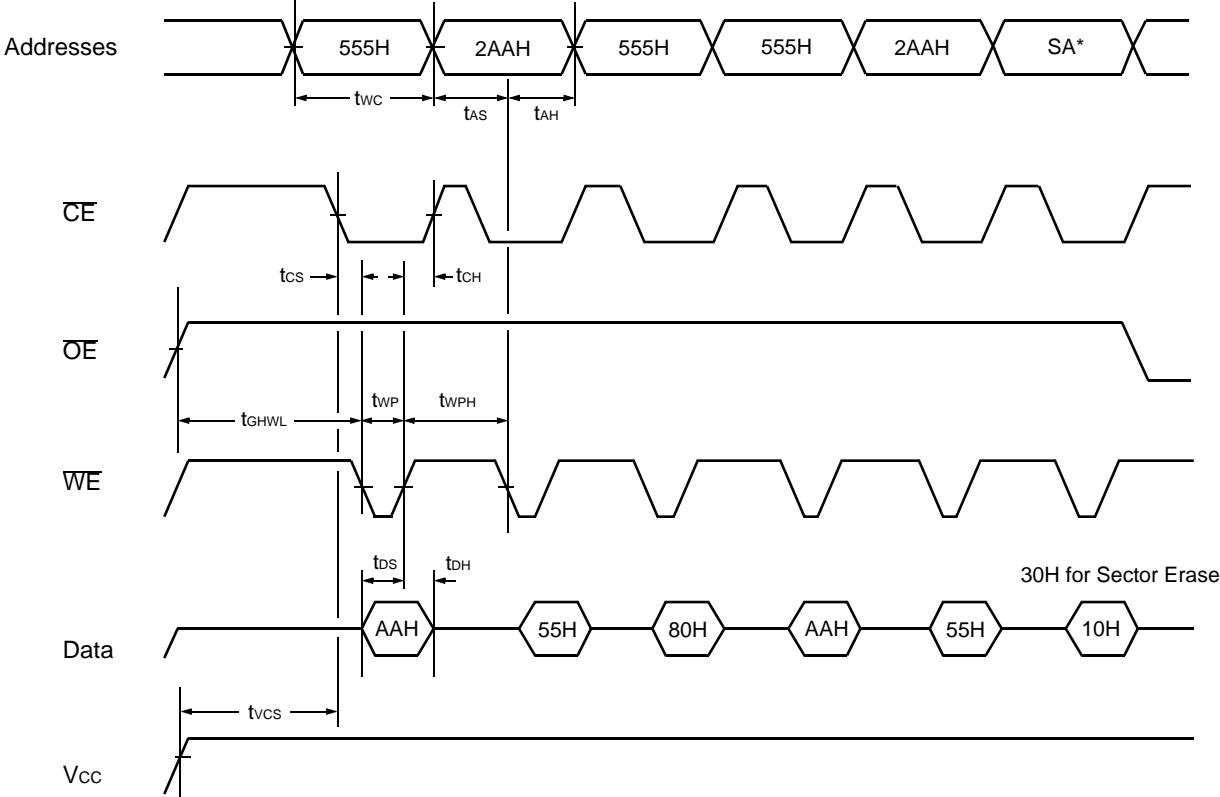 Addresses 555H 2AAH 555H 555H 2AAH SA*
tWC tAS tAH
CE
tCS tCH
OE
tGHWL tWP tWPH
WE
tDS tDH
30H for Sector Erase
Data AAH 55H 80H AAH 55H 10H
tVCS
VCC